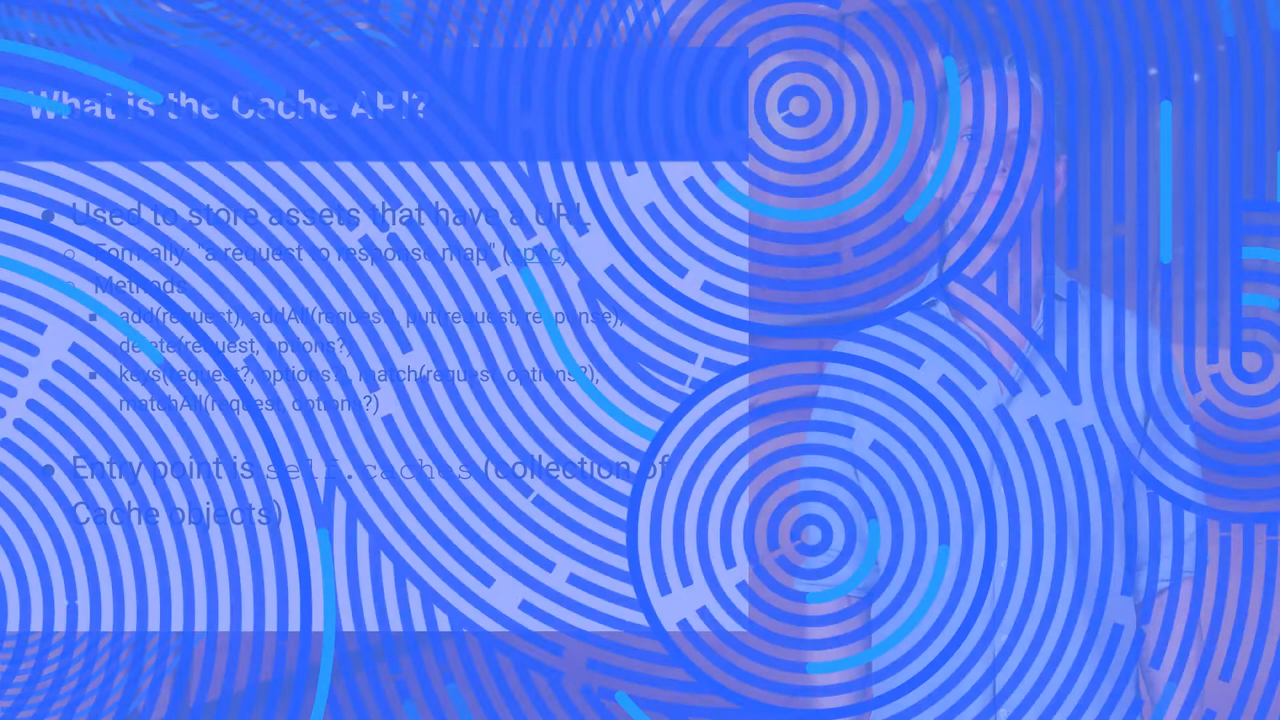 What is the Cache API?
● Used to store assets that have a URL
○ Formally: "a request to response map" (spec)
○ Methods
■ add(request), addAll(request), put(request, response),
delete(request, options?)
■ keys(request?, options?), match(request, options?),
matchAll(request, options?)
● Entry point is self.caches (collection of
Cache objects)